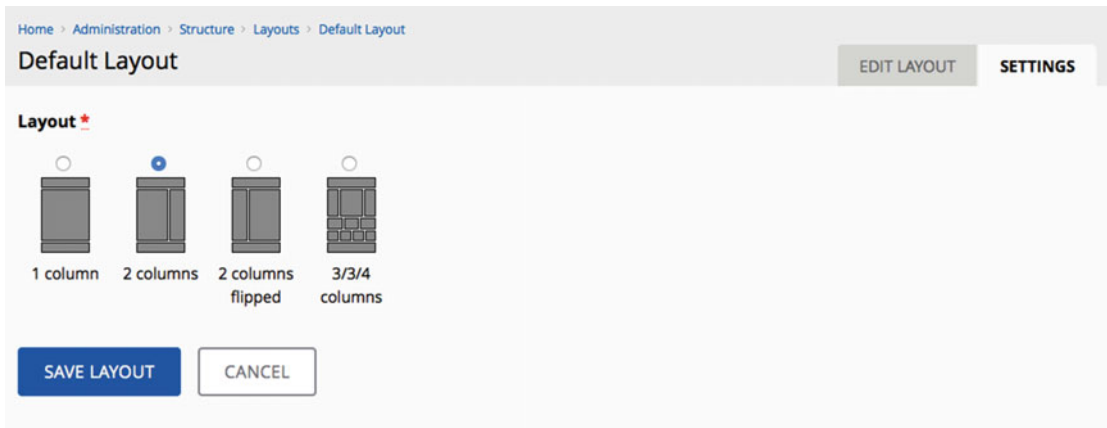 Home › Administration › Structure › Layouts › Default Layout
Default Layout
EDIT LAYOUT SETTINGS
Layout *
1 column 2 columns 2 columns 3/3/4
flipped columns
SAVE LAYOUT CANCEL